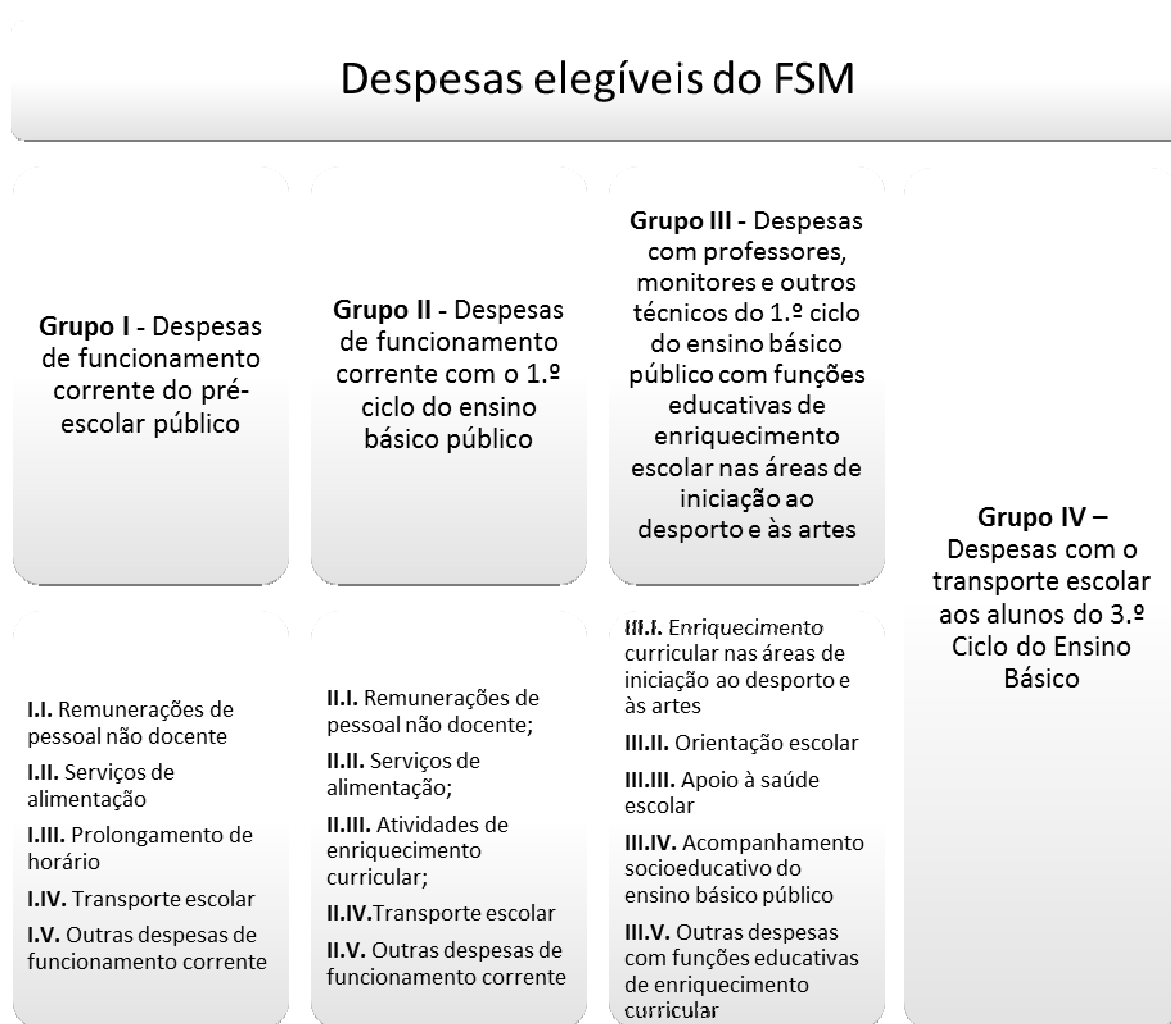 Despesas elegíveis do FSM
Grupo I - Despesas
de funcionamento
corrente do pré-
escolar público
Grupo II - Despesas
de funcionamento
corrente com o 1.º
ciclo do ensino
básico público
Grupo III - Despesas
com professores,
monitores e outros
técnicos do 1.º ciclo
do ensino básico
público com funções
educativas de
enriquecimento
escolar nas áreas de
iniciação ao
desporto e às artes
Grupo IV –
Despesas com o
transporte escolar
aos alunos do 3.º
Ciclo do Ensino
Básico
I.I. Remunerações de
pessoal não docente
I.II. Serviços de
alimentação
I.III. Prolongamento de
horário
I.IV. Transporte escolar
I.V. Outras despesas de
funcionamento corrente
II.I. Remunerações de
pessoal não docente;
II.II. Serviços de
alimentação;
II.III. Atividades de
enriquecimento
curricular;
II.IV.Transporte escolar
II.V. Outras despesas de
funcionamento corrente
III.I. Enriquecimento
curricular nas áreas de
iniciação ao desporto e
às artes
III.II. Orientação escolar
III.III. Apoio à saúde
escolar
III.IV. Acompanhamento
socioeducativo do
ensino básico público
III.V. Outras despesas
com funções educativas
de enriquecimento
curricular